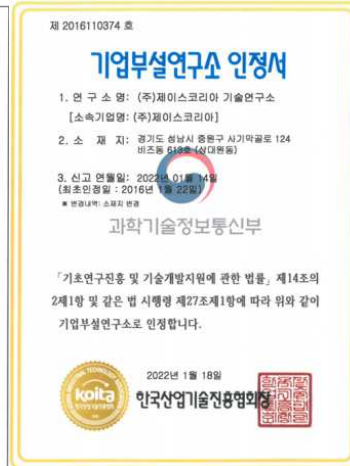 제 2016110374 호
기업부설연구소 인정서
1. 연 구 소 명: (주)제이스코리아 기술연구소
[소속기업명: (주)제이스코리아]
2. 소 재 지: 경기도 성남시 중원구 사기막골로 124
비즈동 613호 (상대원동)
3. 신고 연월일: 2022년 01월 14일
(최초인정일 : 2016년 1월 22일)
※ 변경내역: 소재지 변경
과학기술정보통신부
「기초연구진흥 및 기술개발지원에 관한 법률」 제14조의
2제1항 및 같은 법 시행령 제27조제1항에 따라 위와 같이
기업부설연구소로 인정합니다.
2022년 1월 18일
koita
한국산업기술진흥협회장